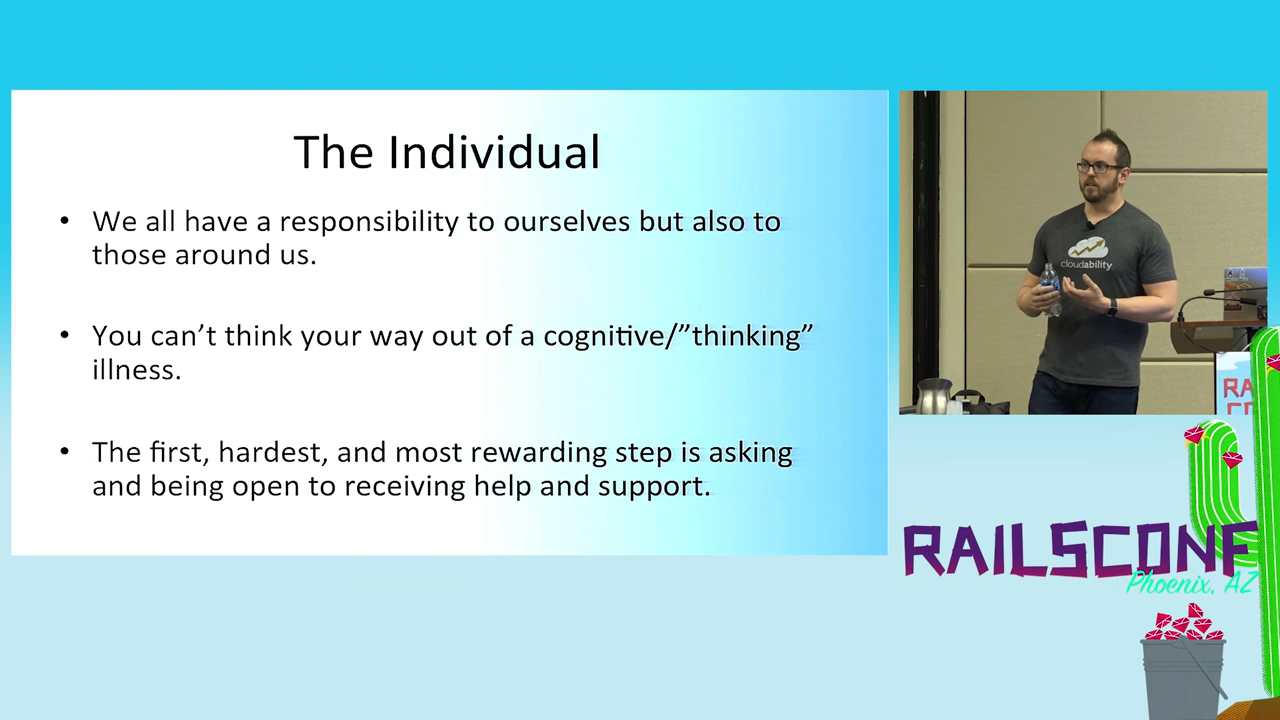 The Individual
• We all have a responsibility to ourselves but also to
those around us.
• You can’t think your way out of a cognitive/”thinking”
illness.
• The first, hardest, and most rewarding step is asking
and being open to receiving help and support.
cloudability
RAILSCONF
Phoenix, AZ